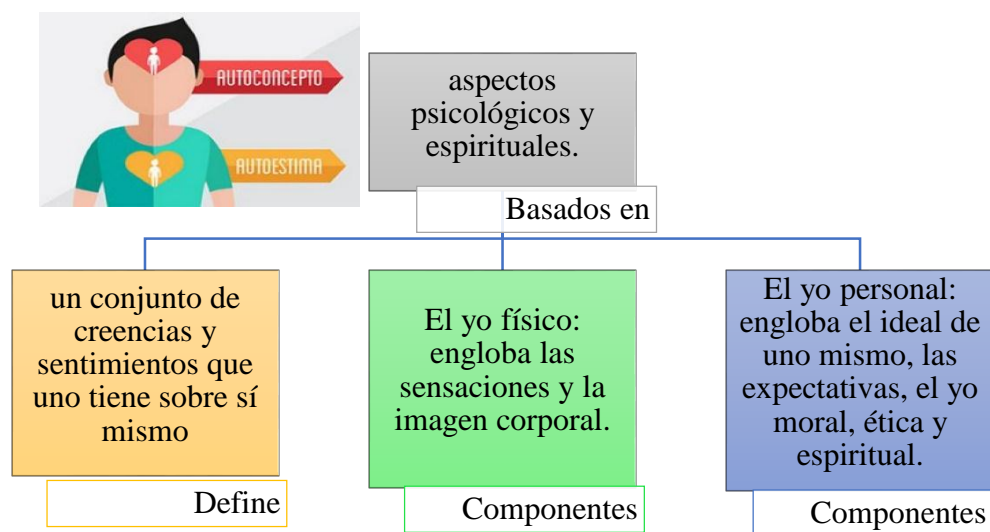 AUTOCONCEPTO
AUTOESTIMA
aspectos
psicológicos y
espirituales.
Basados en
un conjunto de
creencias y
sentimientos que
uno tiene sobre sí
mismo
Define
El yo físico:
engloba las
sensaciones y la
imagen corporal.
Componentes
El yo personal:
engloba el ideal de
uno mismo, las
expectativas, el yo
moral, ética y
espiritual.
Componentes